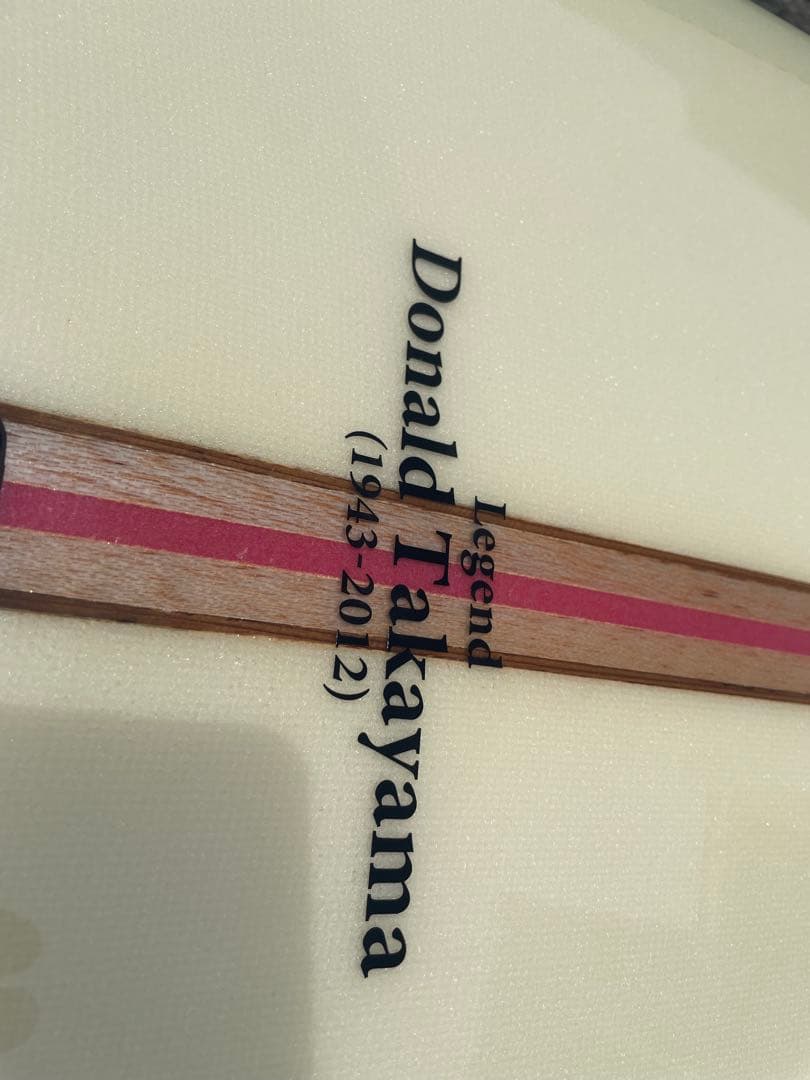 Legend
Donald Takayama
(1943-2012)